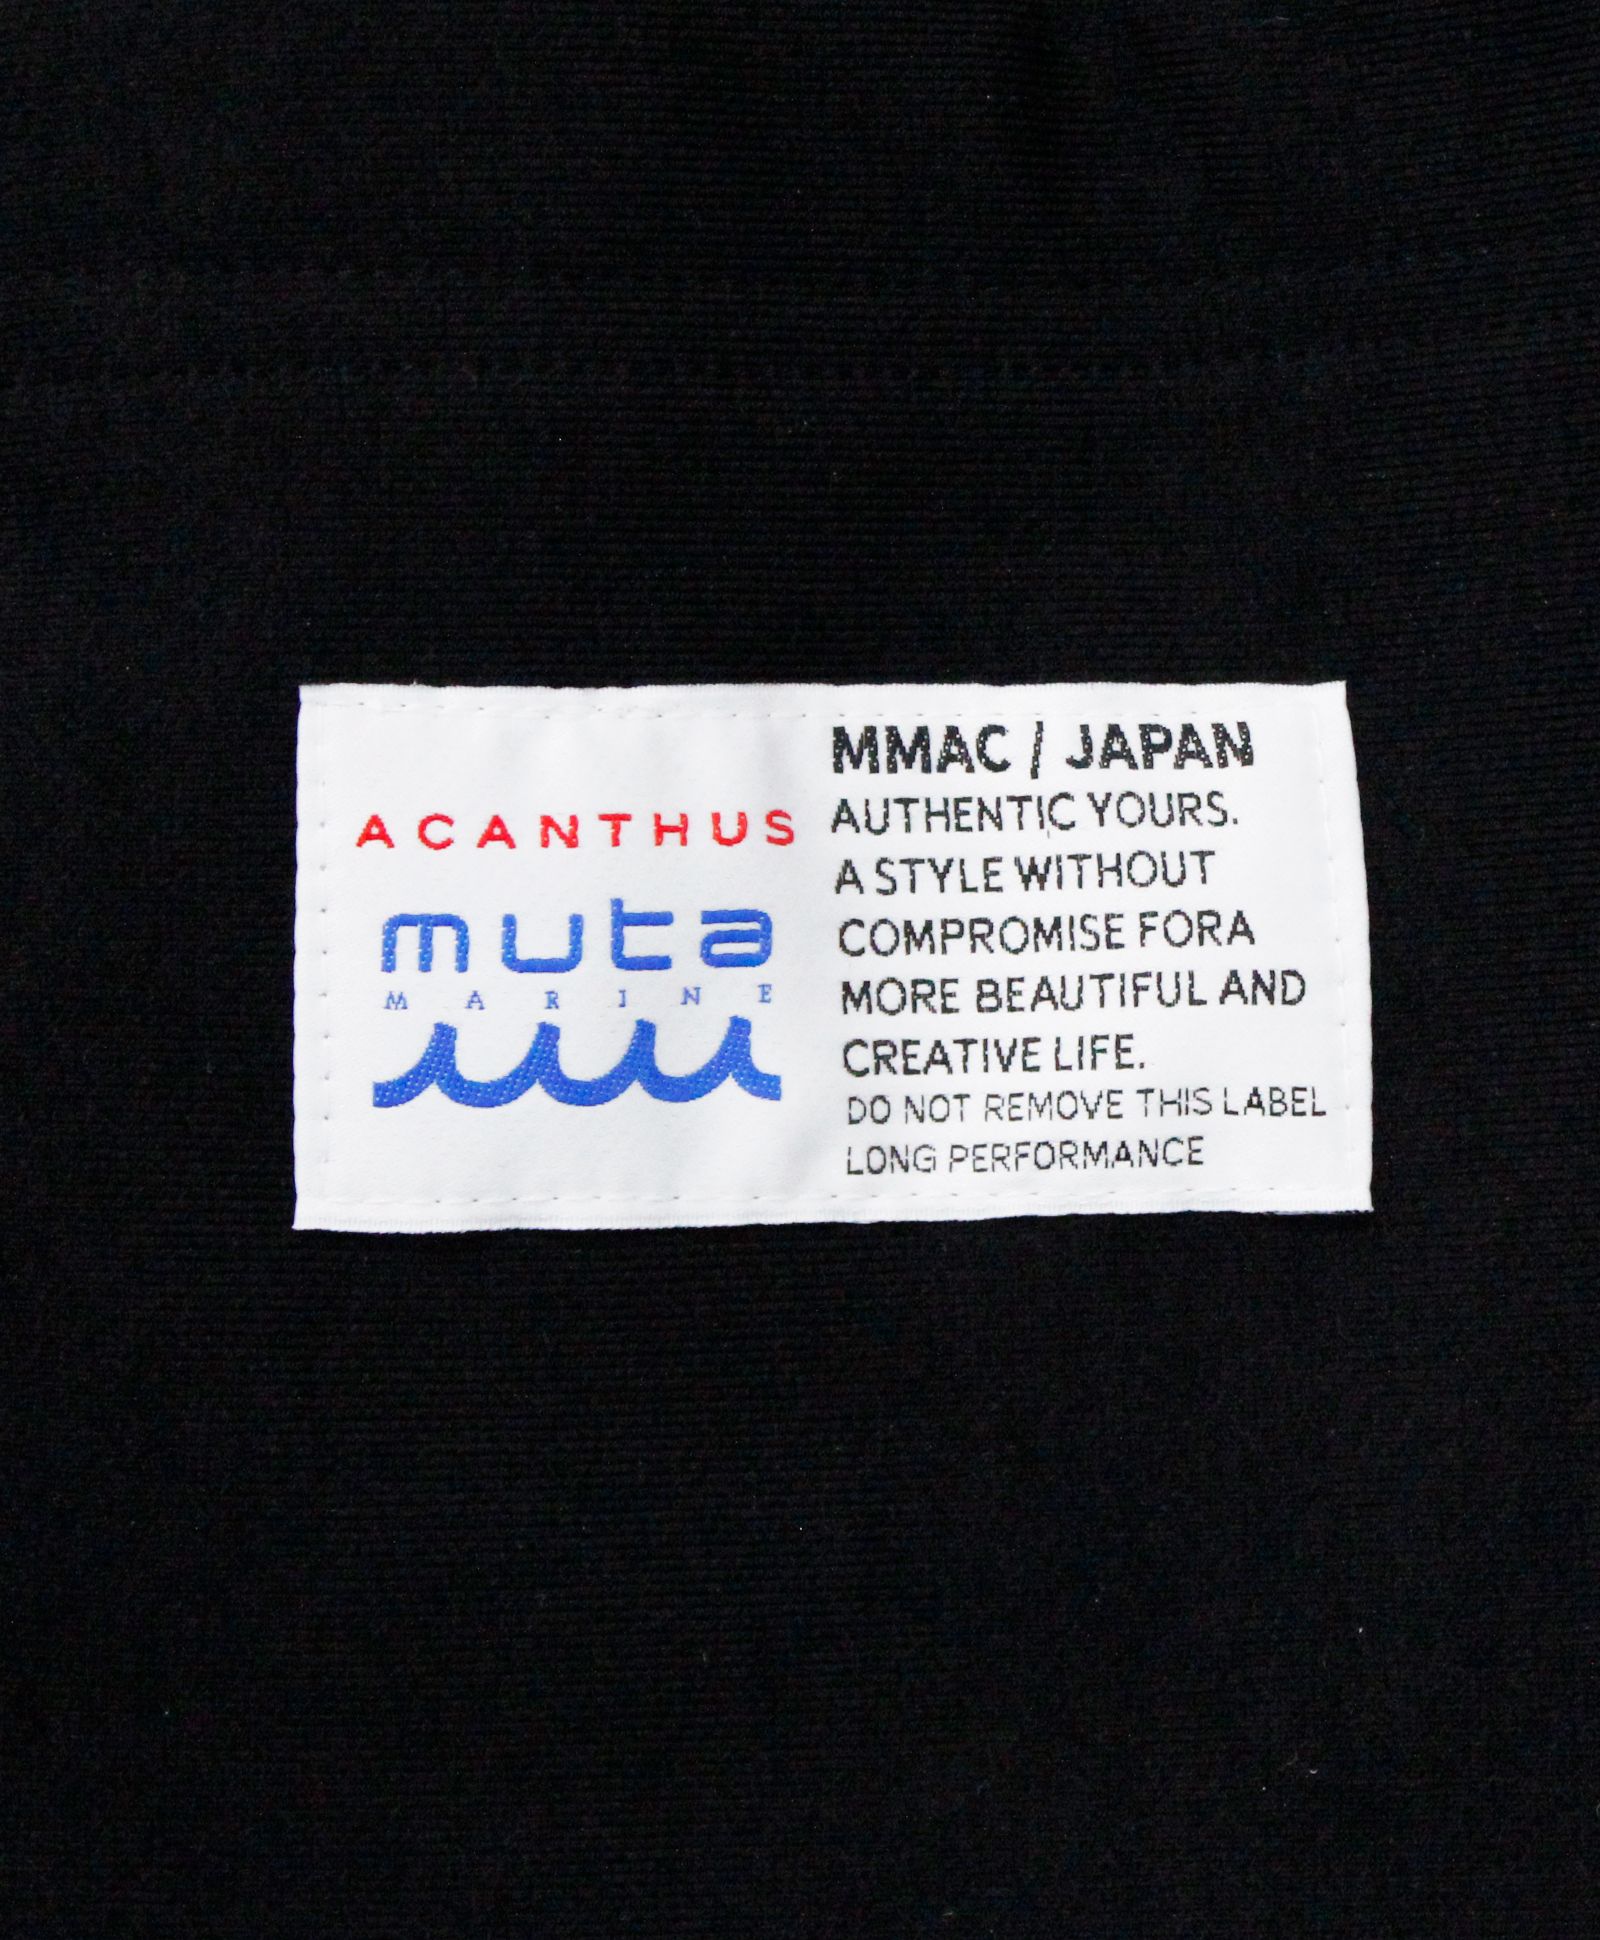 ACANTHUS
muta
MARINE
MMAC / JAPAN
AUTHENTIC YOURS.
A STYLE WITHOUT
COMPROMISE FORA
MORE BEAUTIFUL AND
CREATIVE LIFE.
DO NOT REMOVE THIS LABEL
LONG PERFORMANCE